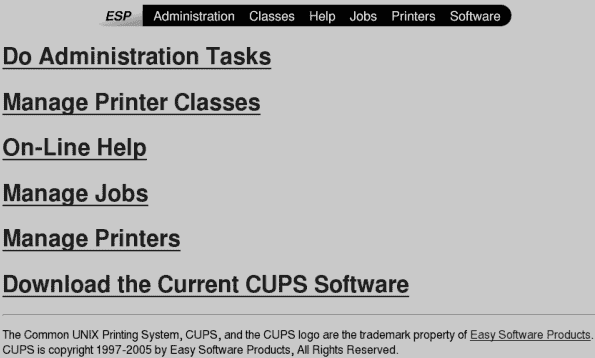 ESP Administration Classes Help Jobs Printers Software
Do Administration Tasks
Manage Printer Classes
On-Line Help
Manage Jobs
Manage Printers
Download the Current CUPS Software
The Common UNIX Printing System, CUPS, and the CUPS logo are the trademark property of Easy Software Products.
CUPS is copyright 1997-2005 by Easy Software Products, All Rights Reserved.